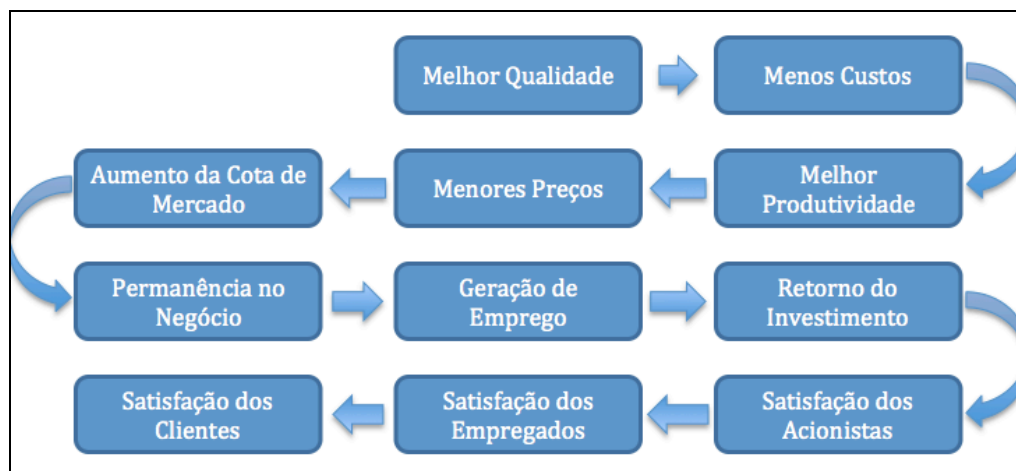 Melhor Qualidade
Menos Custos
Melhor
Produtividade
Menores Preços
Aumento da Cota de
Mercado
Permanência no
Negócio
Geração de
Emprego
Retorno do
Investimento
Satisfação dos
Acionistas
Satisfação dos
Empregados
Satisfação dos
Clientes